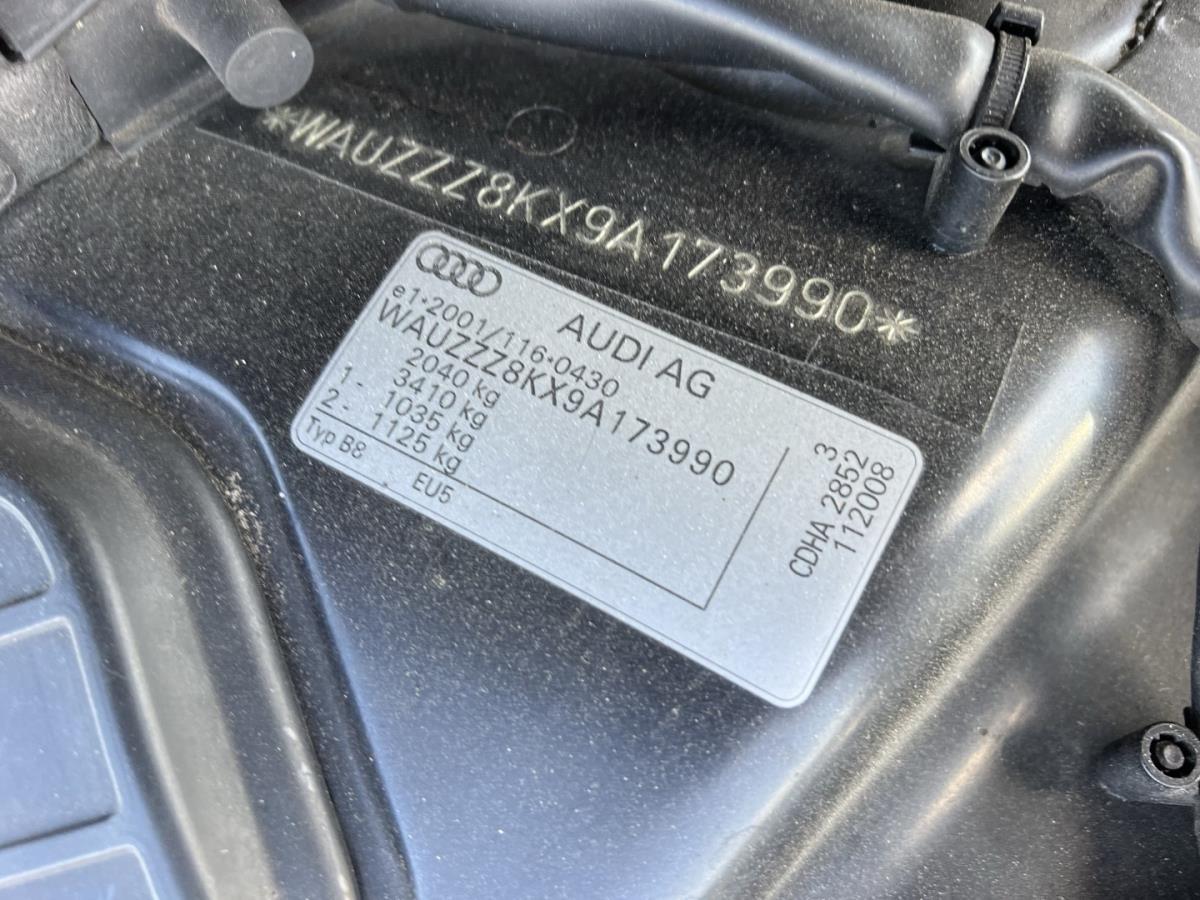 *WAUZZZ8KX9A173990*
AUDI AG
e1*2001/116*0430
WAUZZZ8KX9A173990
2040 kg
3410 kg
1- 1035 kg
2- 1125 kg
Typ B8
EU5
3
CDHA 2852
112008